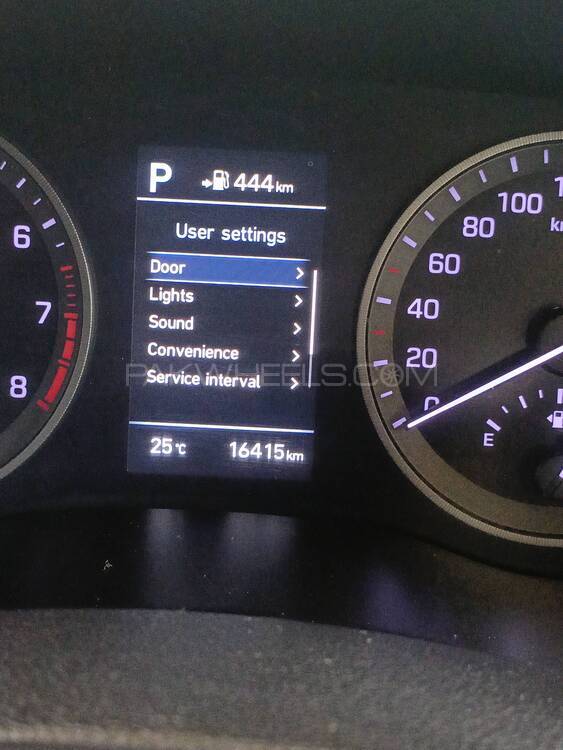 P 444 km
User settings
Door >
Lights >
Sound >
Convenience >
Service interval >
25 °C 16415 km
6
7
8
100
80
60
40
20
0
E
PAKWHEELS.COM